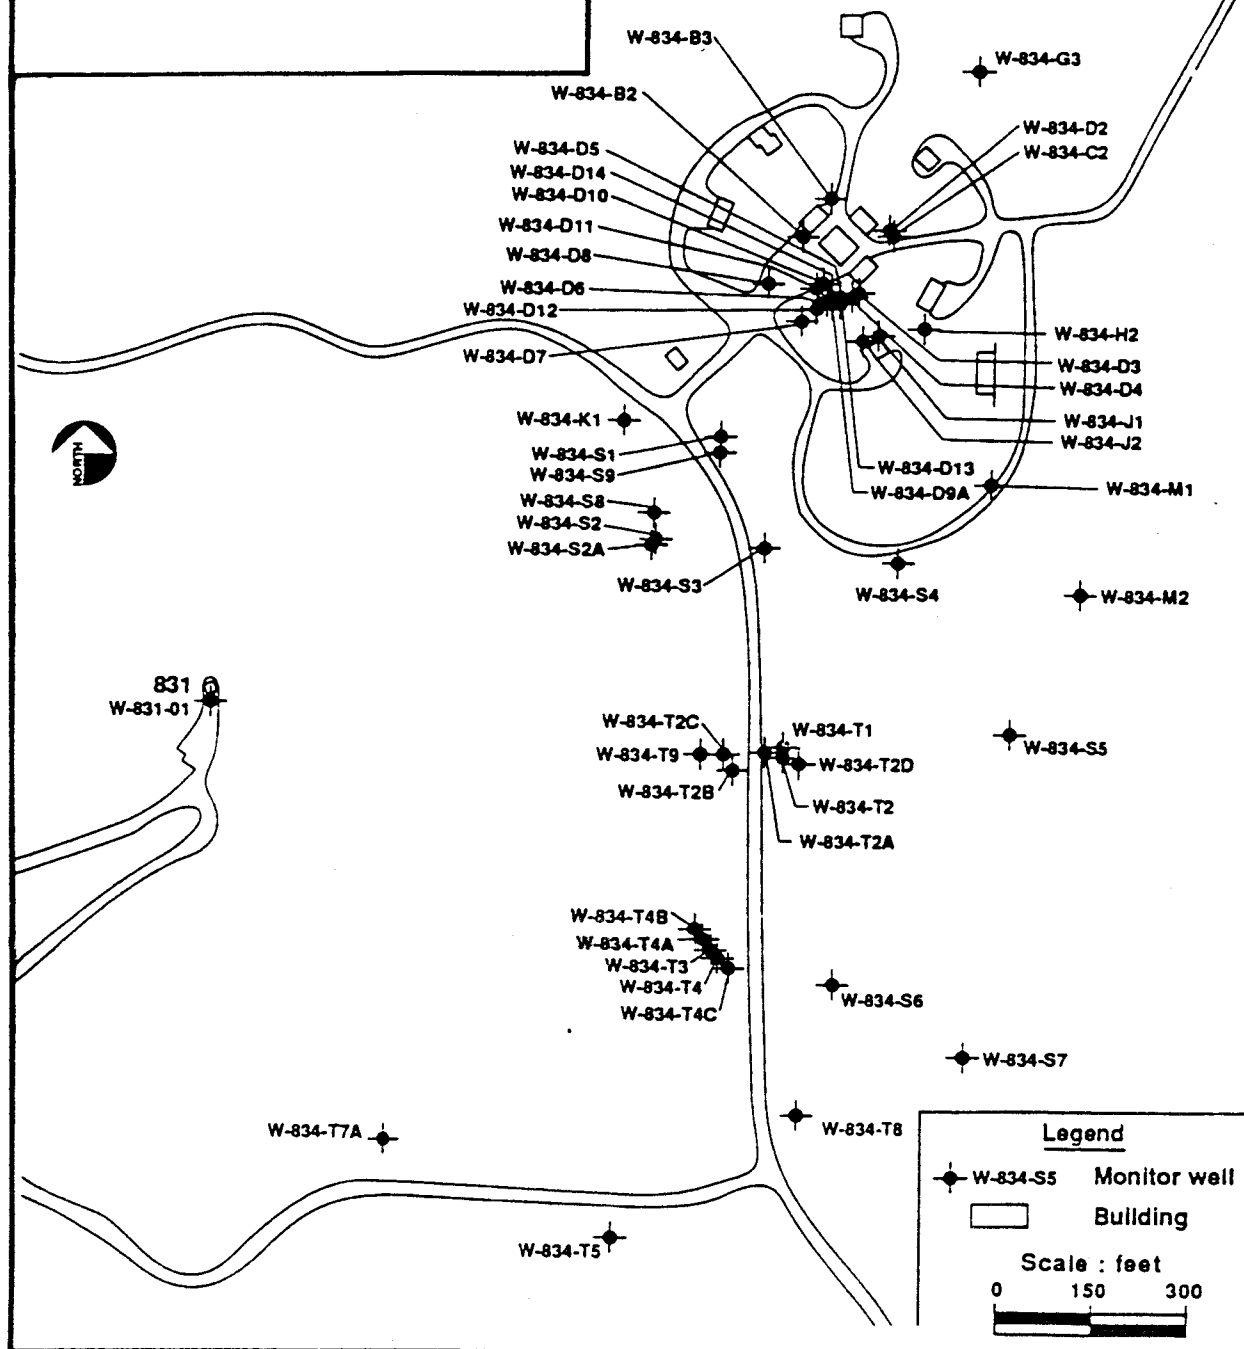 W-834-B3
W-834-G3
W-834-B2
W-834-D2
W-834-D5
W-834-C2
W-834-D14
W-834-D10
W-834-D11
W-834-D8
W-834-D6
W-834-D12
W-834-H2
W-834-D7
W-834-D3
W-834-D4
W-834-K1
W-834-J1
W-834-J2
W-834-S1
W-834-S9
W-834-D13
W-834-D9A
W-834-M1
NORTH
W-834-S8
W-834-S2
W-834-S2A
W-834-S3
W-834-S4
W-834-M2
831
W-831-01
W-834-T2C
W-834-T1
W-834-S5
W-834-T9
W-834-T2D
W-834-T2B
W-834-T2
W-834-T2A
W-834-T4B
W-834-T4A
W-834-T3
W-834-T4
W-834-T4C
W-834-S6
W-834-S7
W-834-T7A
W-834-T8
W-834-T5
Legend
W-834-S5 Monitor well
Building
Scale : feet
0 150 300